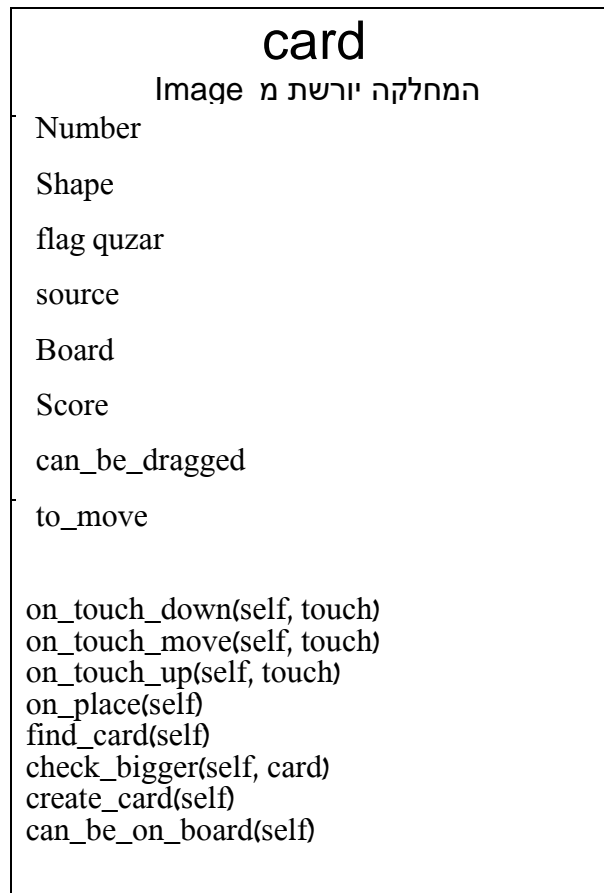 card
המחלקה יורשת מ Image
Number
Shape
flag quzar
source
Board
Score
can_be_dragged
to_move
on_touch_down(self, touch)
on_touch_move(self, touch)
on_touch_up(self, touch)
on_place(self)
find_card(self)
check_bigger(self, card)
create_card(self)
can_be_on_board(self)